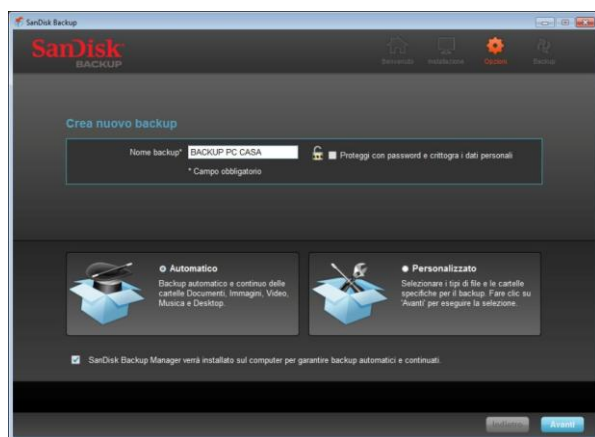 SanDisk Backup
SanDisk
BACKUP
Benvenuto
Installazione
Opzioni
Backup
Crea nuovo backup
Nome backup* BACKUP PC CASA
Proteggi con password e crittogra i dati personali
* Campo obbligatorio
Automatico
Backup automatico e continuo delle
cartelle Documenti, Immagini, Video,
Musica e Desktop.
Personalizzato
Selezionare i tipi di file e le cartelle
specifiche per il backup. Fare clic su
'Avanti' per eseguire la selezione.
SanDisk Backup Manager verrà installato sul computer per garantire backup automatici e continuati.
Indietro
Avanti